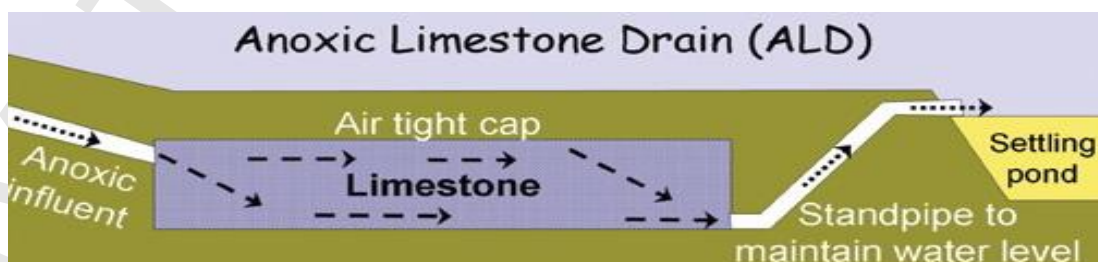 Anoxic Limestone Drain (ALD)
Air tight cap
Anoxic
influent
Limestone
Settling
pond
Standpipe to
maintain water level